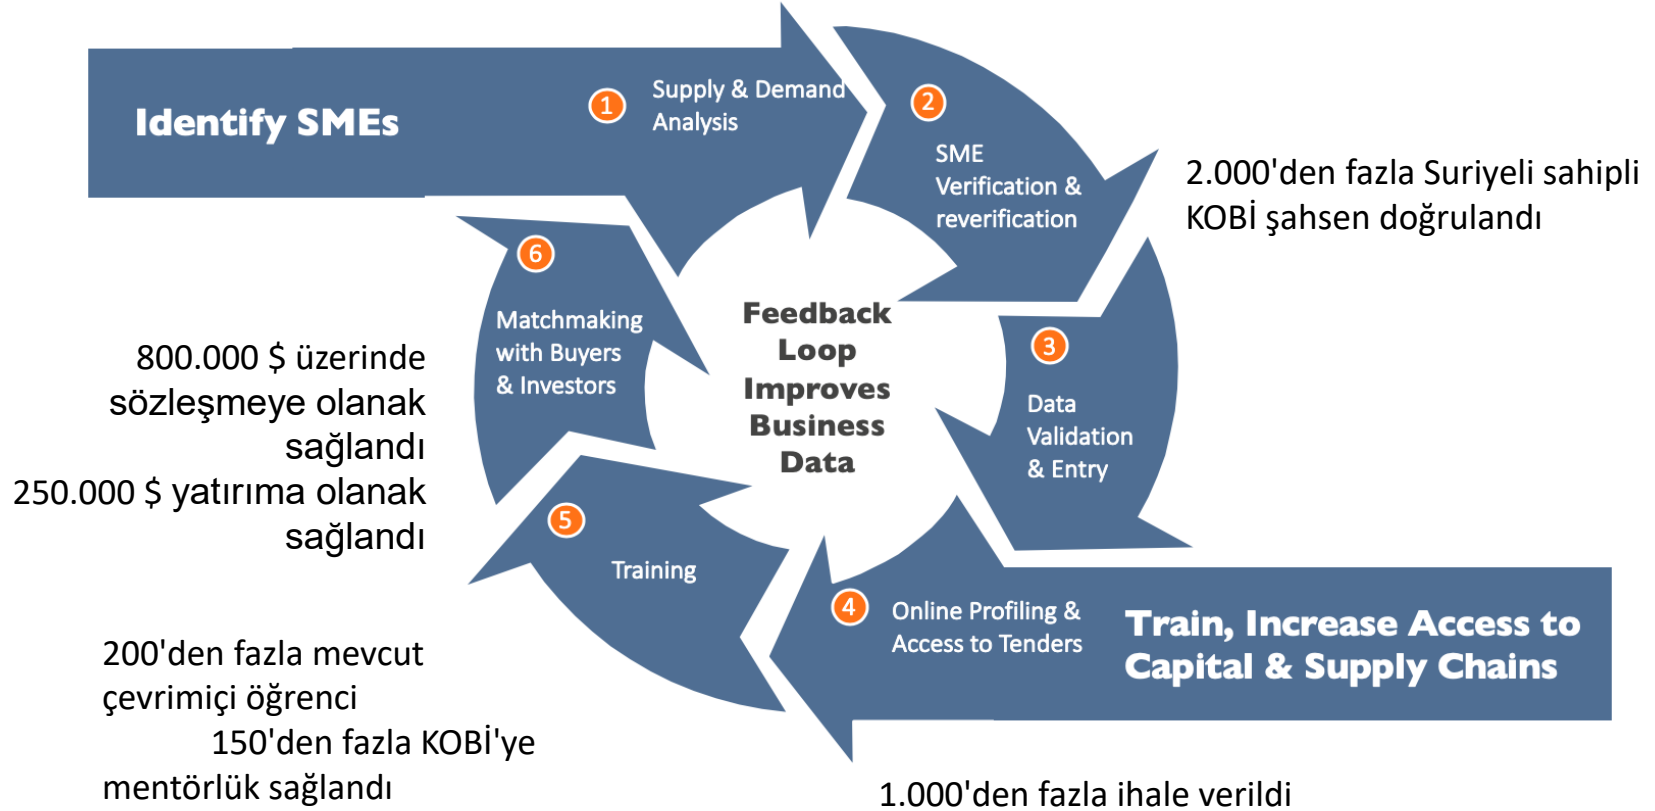 Identify SMEs
1
Supply & Demand
Analysis
2
SME
Verification &
reverification
2.000'den fazla Suriyeli sahipli
KOBİ şahsen doğrulandı
3
Data
Validation
& Entry
4
Online Profiling &
Access to Tenders
Train, Increase Access to
Capital & Supply Chains
1.000'den fazla ihale verildi
5
Training
200'den fazla mevcut
çevrimiçi öğrenci
150'den fazla KOBİ'ye
mentörlük sağlandı
6
Matchmaking
with Buyers
& Investors
800.000 $ üzerinde
sözleşmeye olanak
sağlandı
250.000 $ yatırıma olanak
sağlandı
Feedback
Loop
Improves
Business
Data